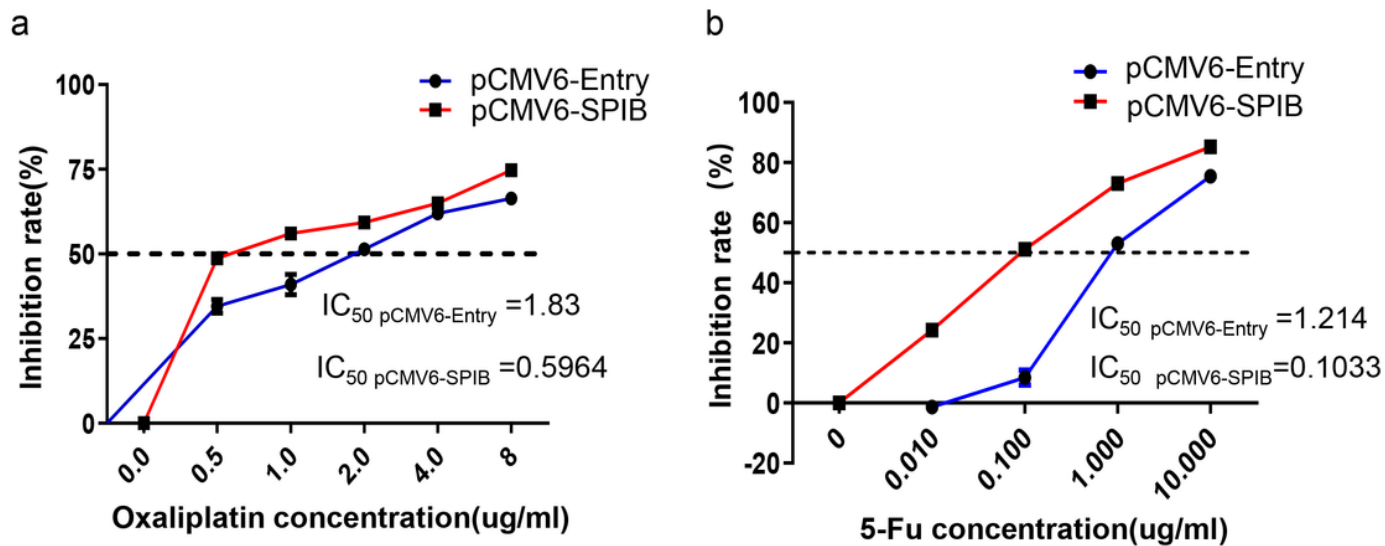 a
100
75
50
25
0
Inhibition rate(%)
pCMV6-Entry
pCMV6-SPIB
IC50 pCMV6-Entry =1.83
IC50 pCMV6-SPIB =0.5964
0.0
0.5
1.0
2.0
4.0
8
Oxaliplatin concentration(ug/ml)
b
100
80
60
40
20
0
-20
Inhibition rate (%)
pCMV6-Entry
pCMV6-SPIB
IC50 pCMV6-Entry =1.214
IC50 pCMV6-SPIB=0.1033
0
0.010
0.100
1.000
10.000
5-Fu concentration(ug/ml)